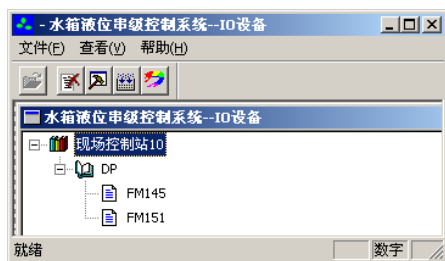 - 水箱液位串级控制系统--IO设备
文件(F) 查看(V) 帮助(H)
水箱液位串级控制系统--IO设备
现场控制站10
DP
FM145
FM151
就绪 数字